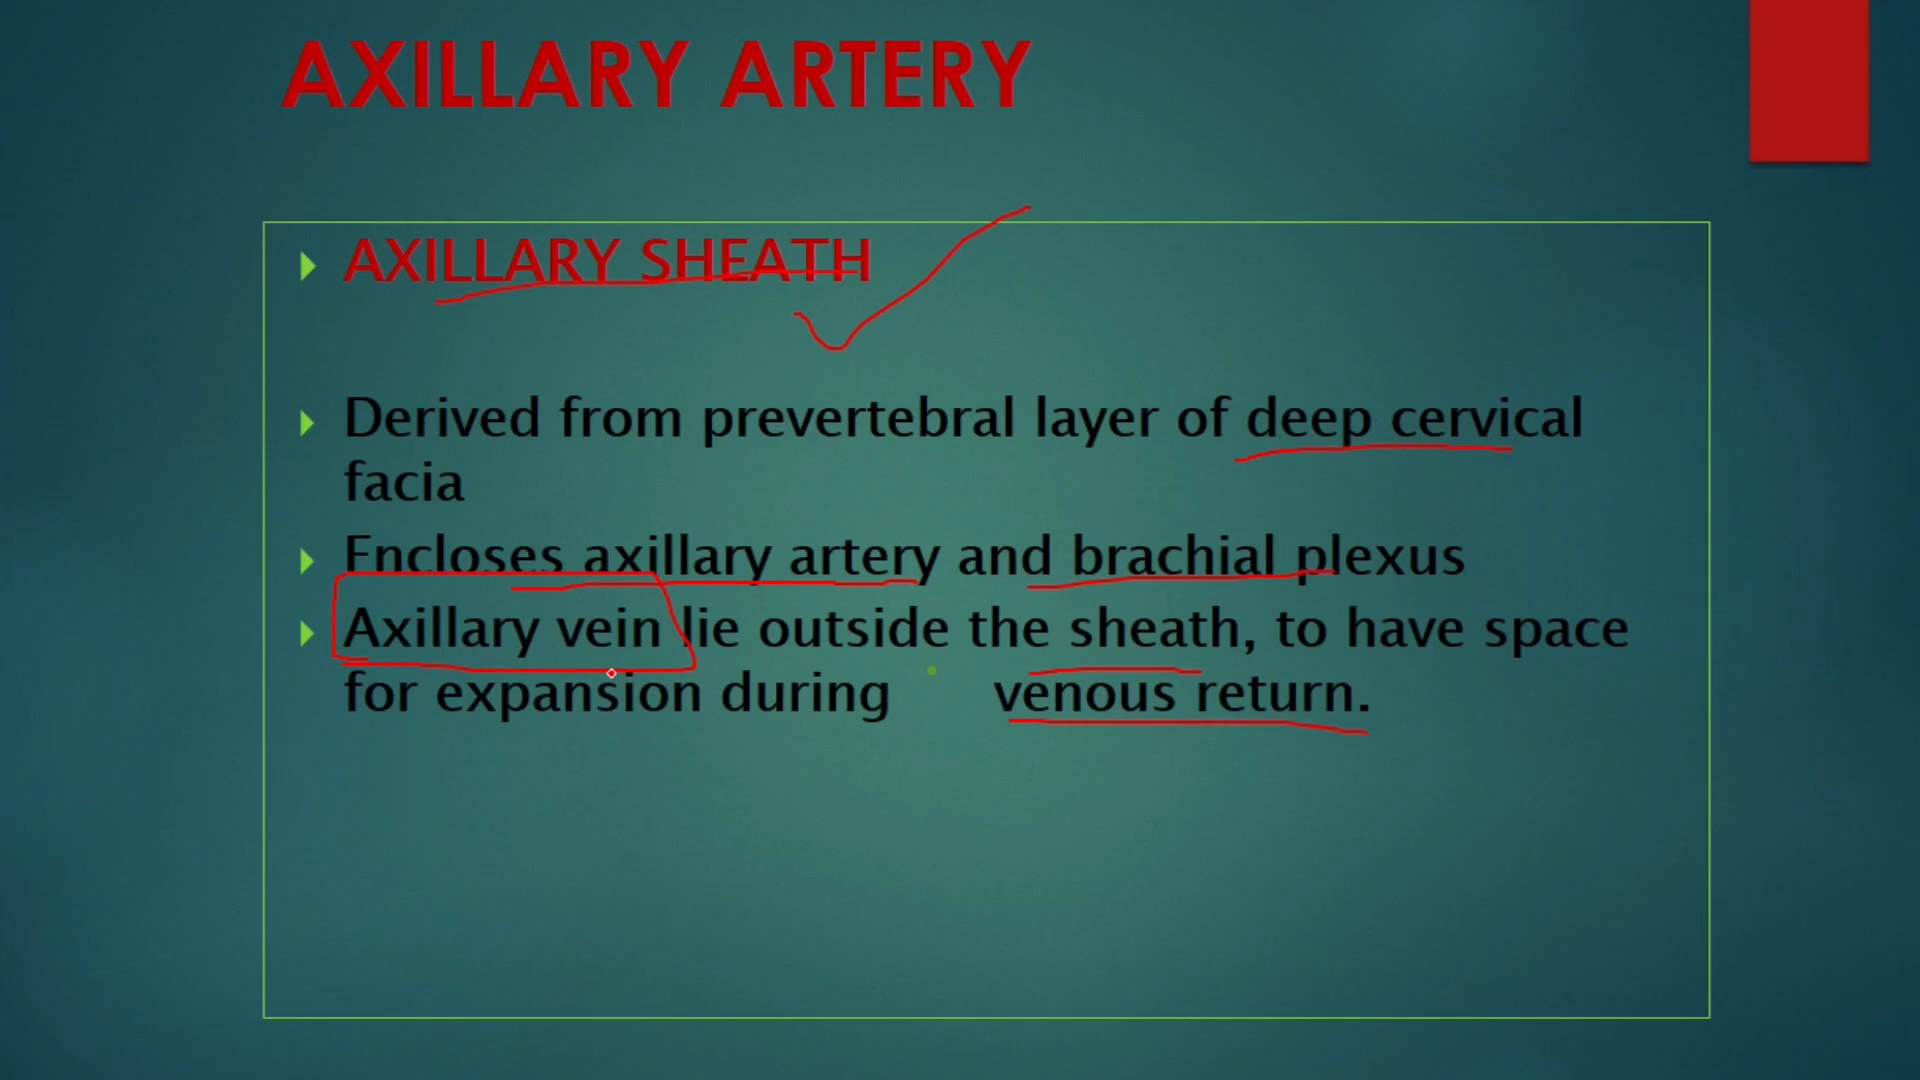 AXILLARY ARTERY
AXILLARY SHEATH
Derived from prevertebral layer of deep cervical
facia
Encloses axillary artery and brachial plexus
Axillary vein lie outside the sheath, to have space
for expansion during venous return.